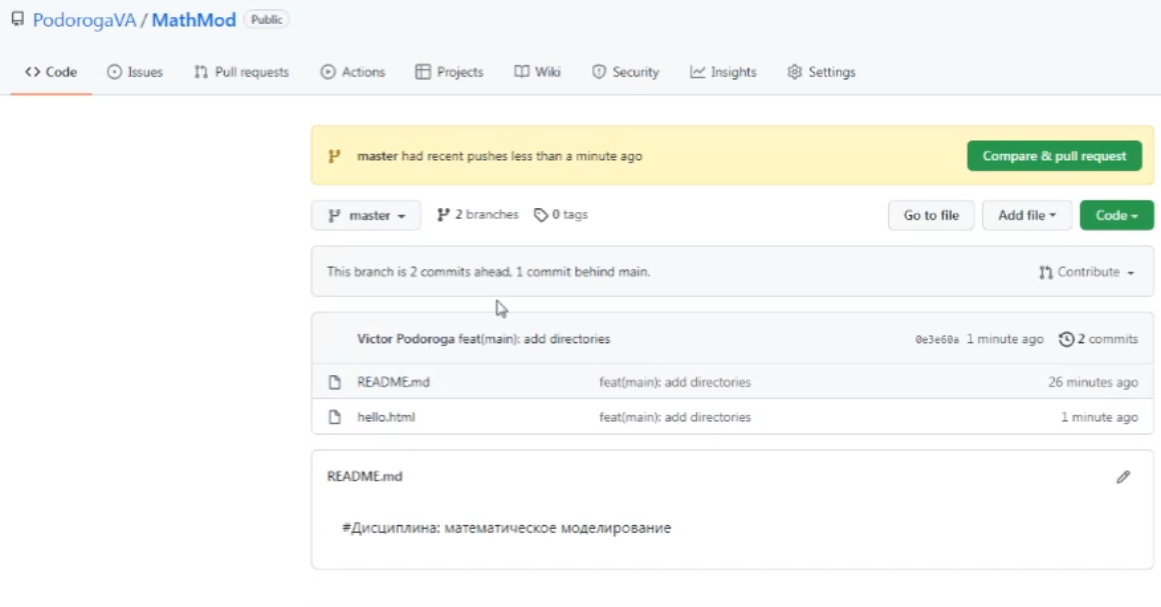 PodorogaVA / MathMod Public
Code Issues Pull requests Actions Projects Wiki Security Insights Settings
master had recent pushes less than a minute ago Compare & pull request
master 2 branches 0 tags Go to file Add file Code
This branch is 2 commits ahead, 1 commit behind main. Contribute
Victor Podoroga feat(main): add directories 0e3e60a 1 minute ago 2 commits
README.md feat(main): add directories 26 minutes ago
hello.html feat(main): add directories 1 minute ago
README.md
#Дисциплина: математическое моделирование